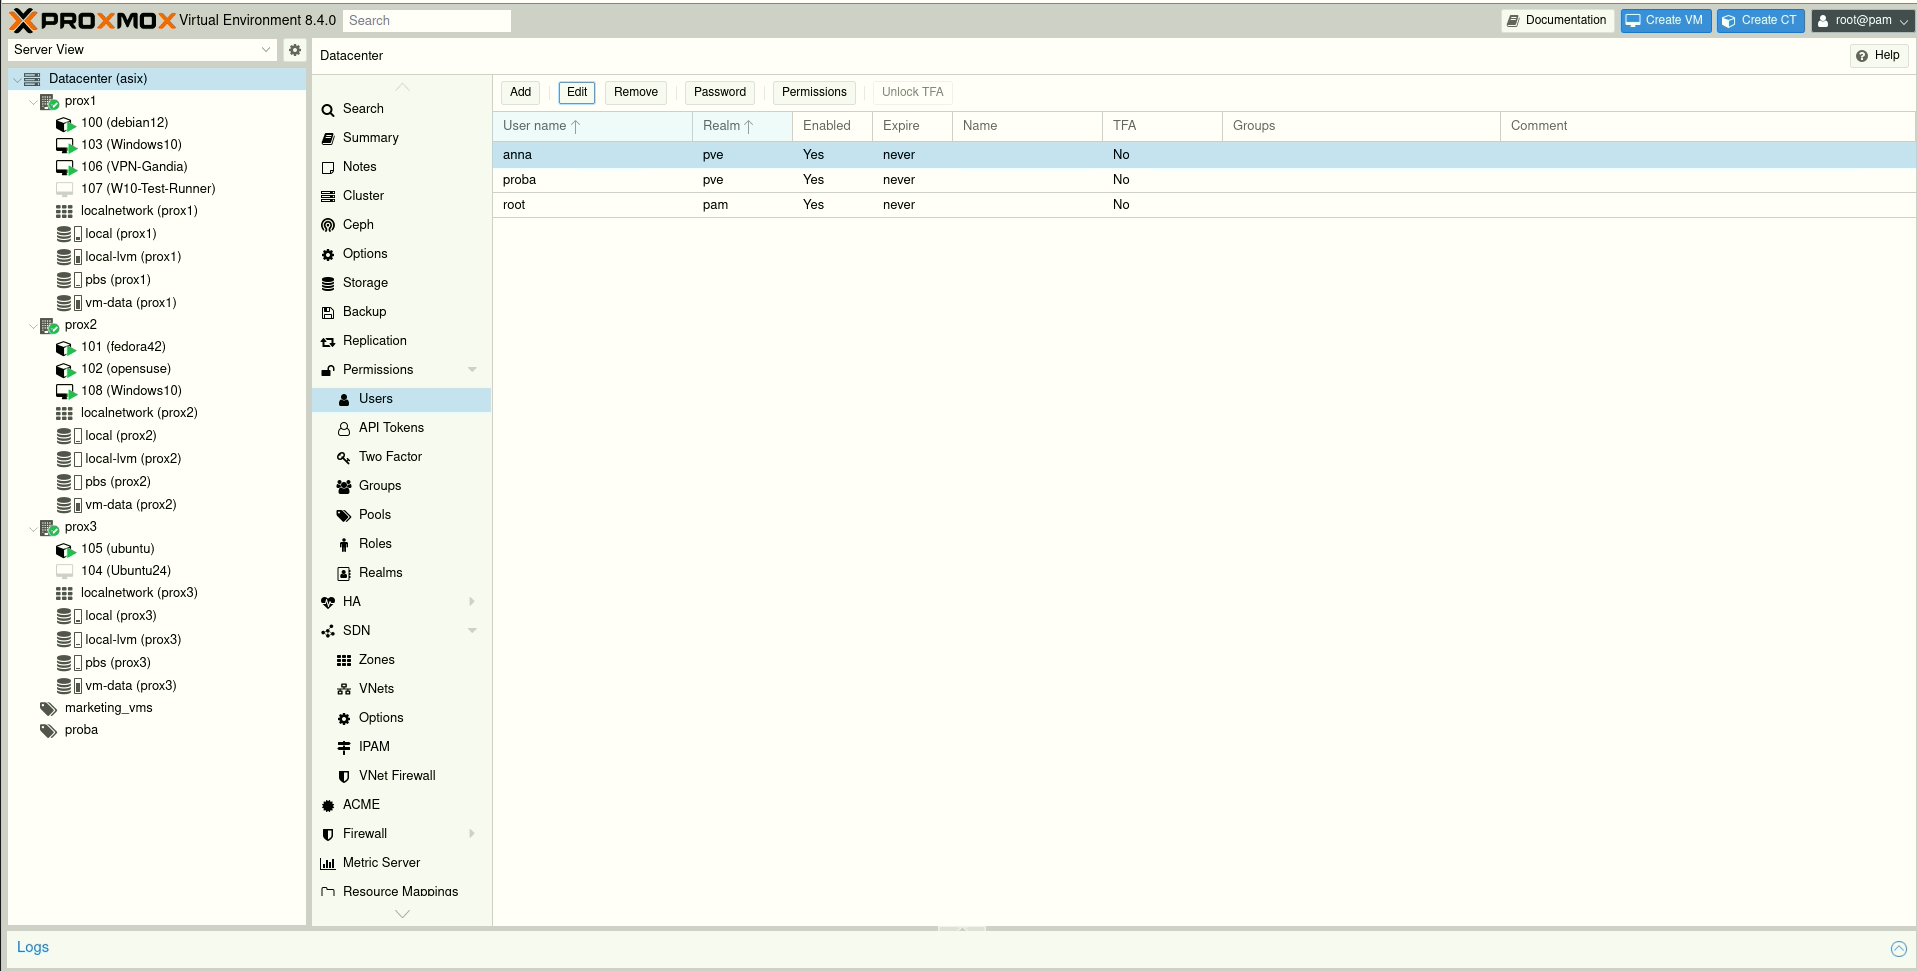 PROXMOX Virtual Environment 8.4.0 Search Documentation Create VM Create CT root@pam
Server View
Datacenter (asix)
prox1
100 (debian12)
103 (Windows10)
106 (VPN-Gandia)
107 (W10-Test-Runner)
localnetwork (prox1)
local (prox1)
local-lvm (prox1)
pbs (prox1)
vm-data (prox1)
prox2
101 (fedora42)
102 (opensuse)
108 (Windows10)
localnetwork (prox2)
local (prox2)
local-lvm (prox2)
pbs (prox2)
vm-data (prox2)
prox3
105 (ubuntu)
104 (Ubuntu24)
localnetwork (prox3)
local (prox3)
local-lvm (prox3)
pbs (prox3)
vm-data (prox3)
marketing_vms
proba
Datacenter Help
Search
Summary
Notes
Cluster
Ceph
Options
Storage
Backup
Replication
Permissions
Users
API Tokens
Two Factor
Groups
Pools
Roles
Realms
HA
SDN
Zones
VNets
Options
IPAM
VNet Firewall
ACME
Firewall
Metric Server
Resource Mappings
Add Edit Remove Password Permissions Unlock TFA
User name Realm Enabled Expire Name TFA Groups Comment
anna pve Yes never No
proba pve Yes never No
root pam Yes never No
Logs